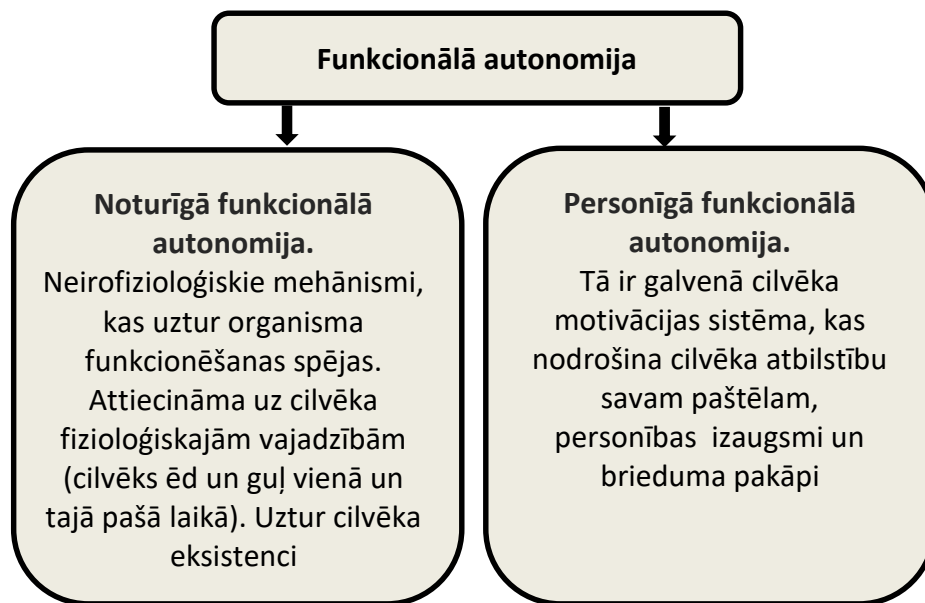 Funkcionālā autonomija
Noturīgā funkcionālā
autonomija.
Neirofizioloģiskie mehānismi,
kas uztur organisma
funkcionēšanas spējas.
Attiecināma uz cilvēka
fizioloģiskajām vajadzībām
(cilvēks ēd un guļ vienā un
tajā pašā laikā). Uztur cilvēka
eksistenci
Personīgā funkcionālā
autonomija.
Tā ir galvenā cilvēka
motivācijas sistēma, kas
nodrošina cilvēka atbilstību
savam paštēlam,
personības izaugsmi un
brieduma pakāpi